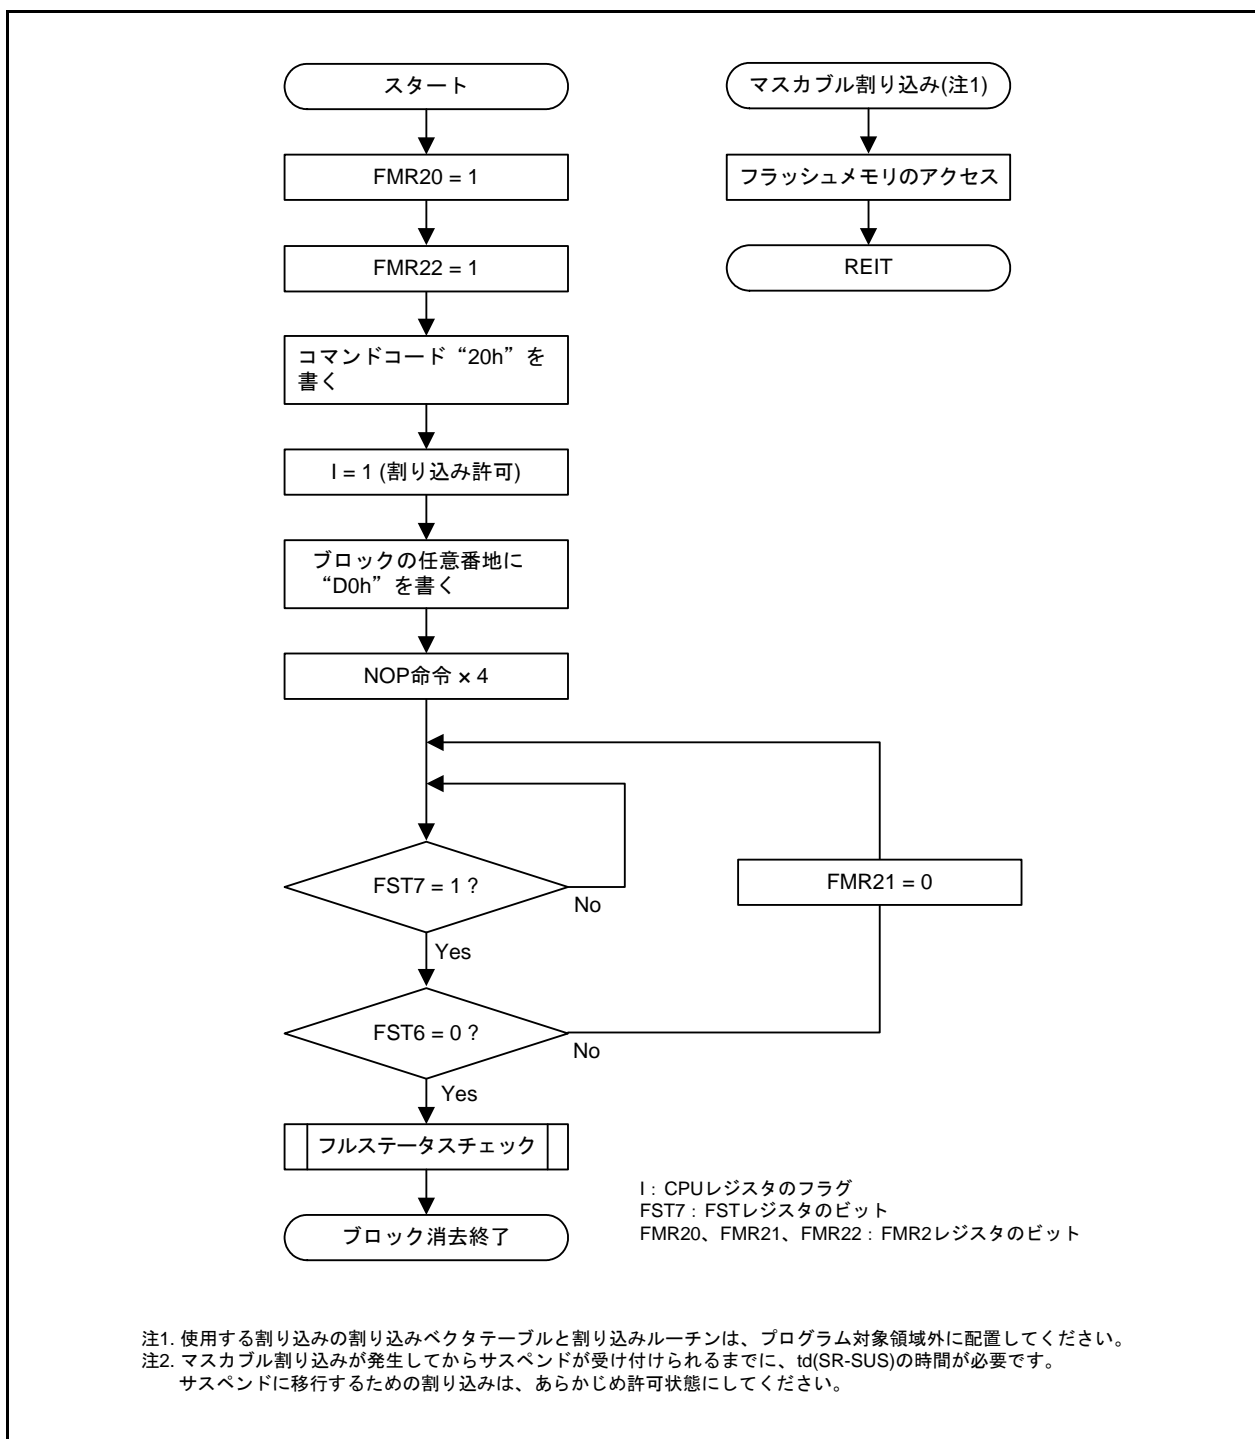 スタート
FMR20 = 1
FMR22 = 1
コマンドコード“20h”を
書く
I = 1 (割り込み許可)
ブロックの任意番地に
“D0h”を書く
NOP命令 × 4
FST7 = 1 ?
No
Yes
FMR21 = 0
FST6 = 0 ?
No
Yes
フルステータスチェック
ブロック消去終了
マスカブル割り込み(注1)
フラッシュメモリのアクセス
REIT
I : CPUレジスタのフラグ
FST7 : FSTレジスタのビット
FMR20、FMR21、FMR22 : FMR2レジスタのビット
注1. 使用する割り込みの割り込みベクタテーブルと割り込みルーチンは、プログラム対象領域外に配置してください。
注2. マスカブル割り込みが発生してからサスペンドが受け付けられるまでに、td(SR-SUS)の時間が必要です。
サスペンドに移行するための割り込みは、あらかじめ許可状態にしてください。